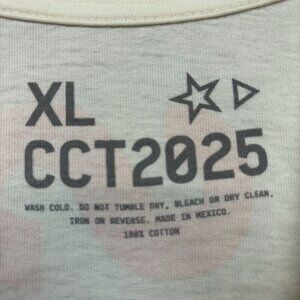 XL
CCT2025
WASH COLD. DO NOT TUMBLE DRY, BLEACH OR DRY CLEAN.
IRON ON REVERSE. MADE IN MEXICO.
100% COTTON